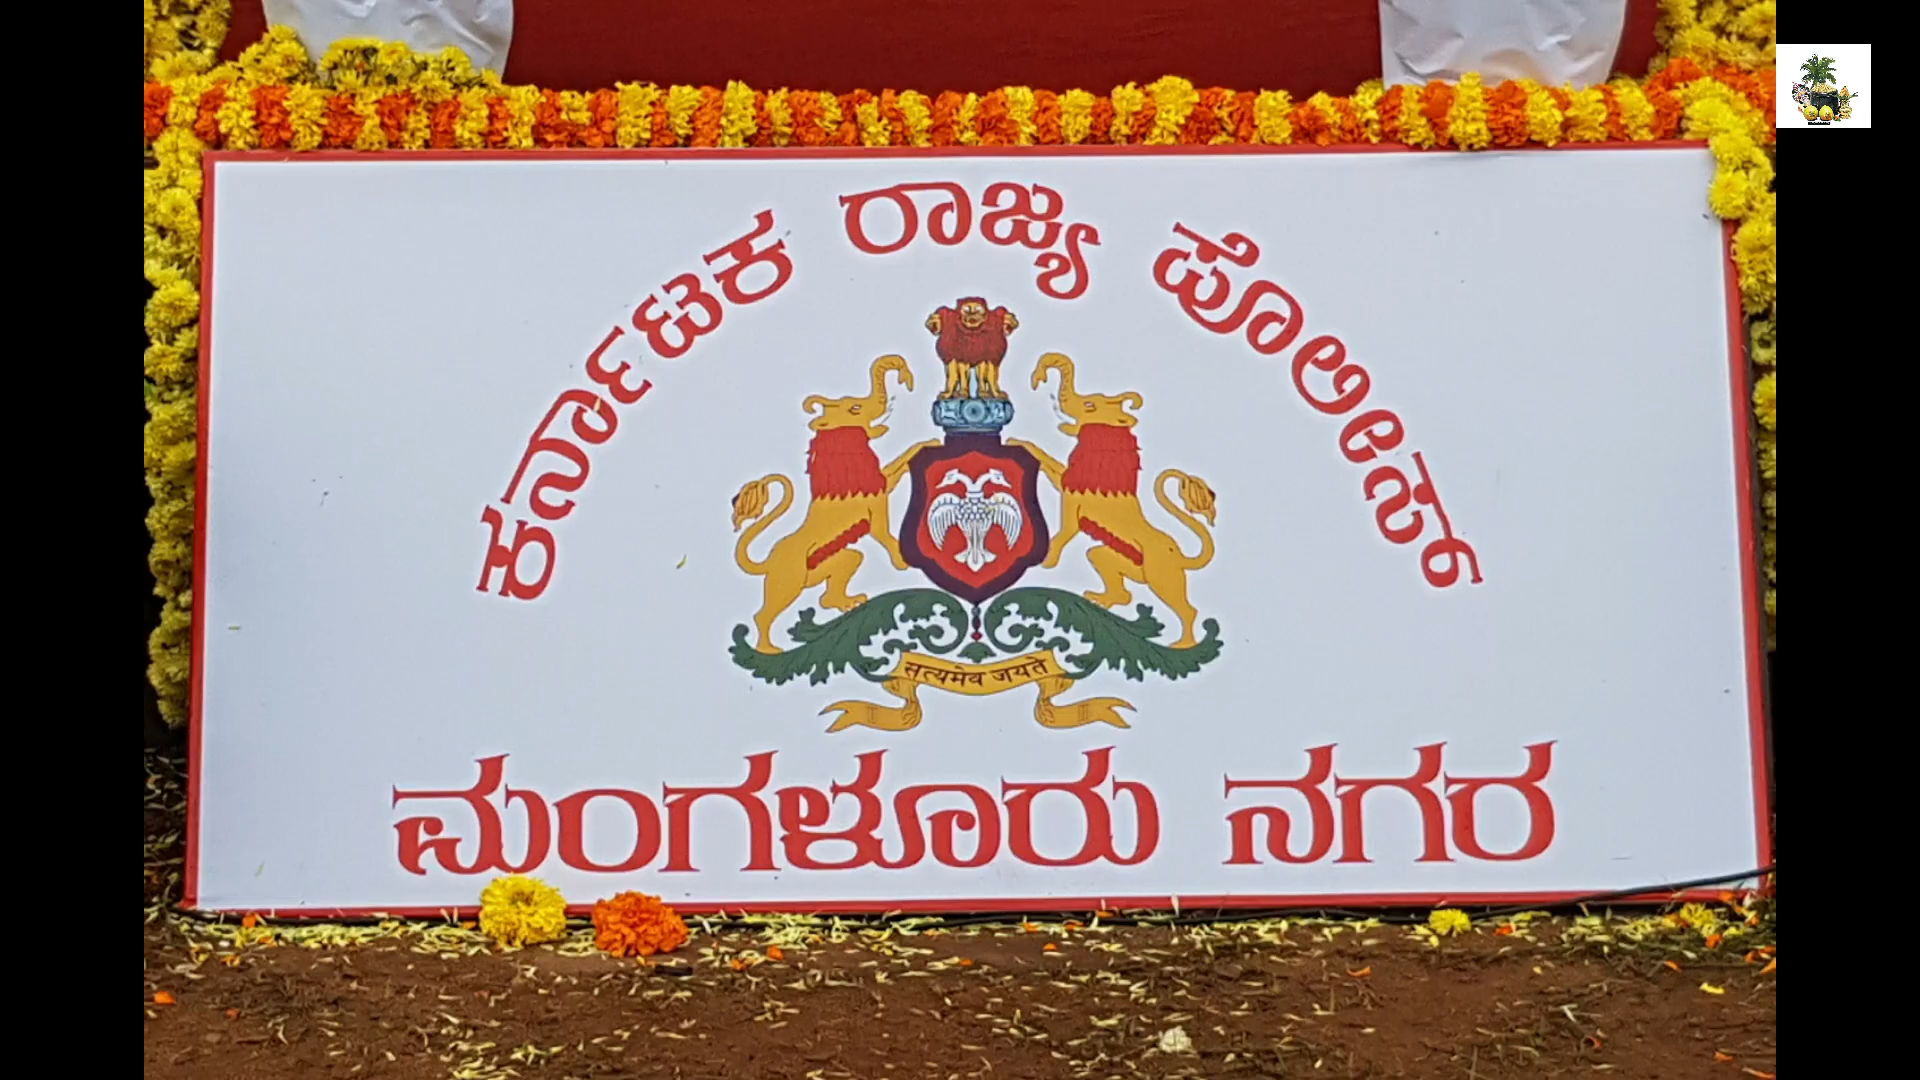 ಕರ್ನಾಟಕ ರಾಜ್ಯ ಪೊಲೀಸ್
सत्यमेव जयते
ಮಂಗಳೂರು ನಗರ